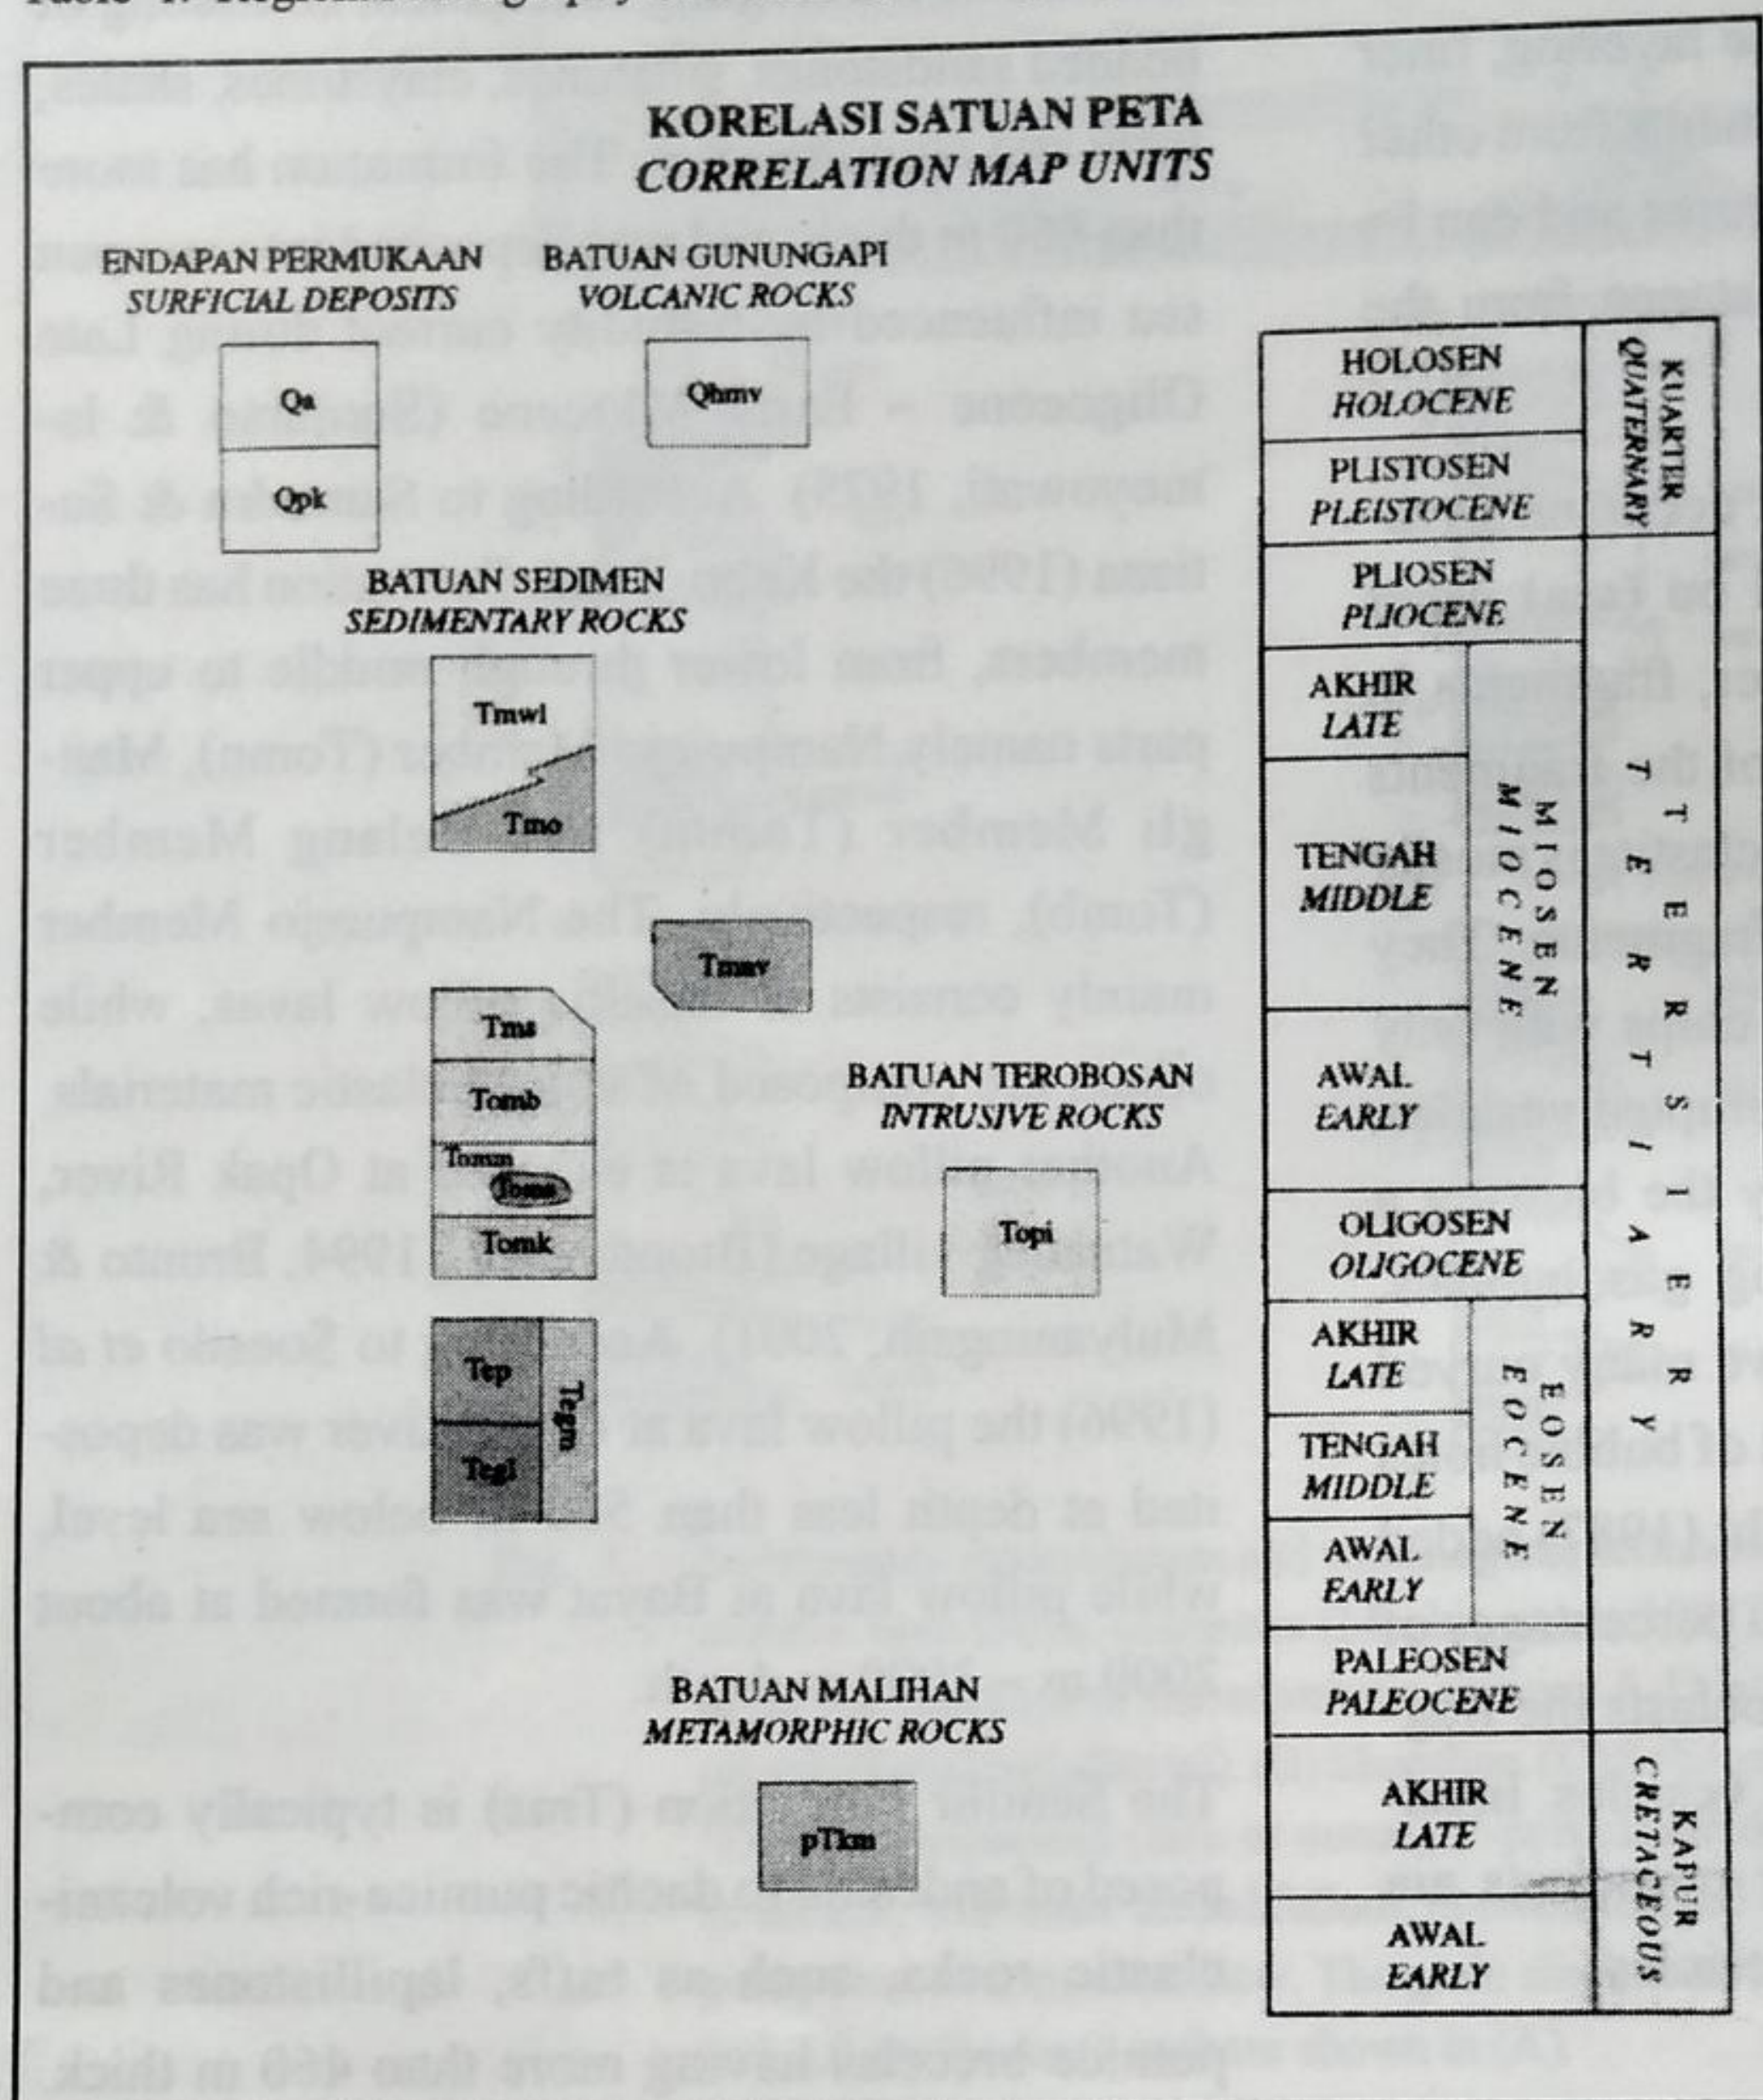 KORELASI SATUAN PETA
CORRELATION MAP UNITS
ENDAPAN PERMUKAAN
SURFICIAL DEPOSITS
BATUAN GUNUNGAPI
VOLCANIC ROCKS
Qa
Qpk
Qhmv
BATUAN SEDIMEN
SEDIMENTARY ROCKS
Tmwl
Tmo
Tms
Tomb
Tomm
Tomk
Tep
Tegl
Tegm
BATUAN TEROBOSAN
INTRUSIVE ROCKS
Topi
BATUAN MALIHAN
METAMORPHIC ROCKS
pTkm
HOLOSEN
HOLOCENE
PLISTOSEN
PLEISTOCENE
KUARTER
QUATERNARY
PLIOSEN
PLIOCENE
AKHIR
LATE
TENGAH
MIDDLE
AWAL
EARLY
MIOSEN
MIOCENE
OLIGOSEN
OLIGOCENE
AKHIR
LATE
TENGAH
MIDDLE
AWAL
EARLY
EOSEN
EOCENE
PALEOSEN
PALEOCENE
TERSIER
TERTIARY
AKHIR
LATE
AWAL
EARLY
KAPUR
CRETACEOUS